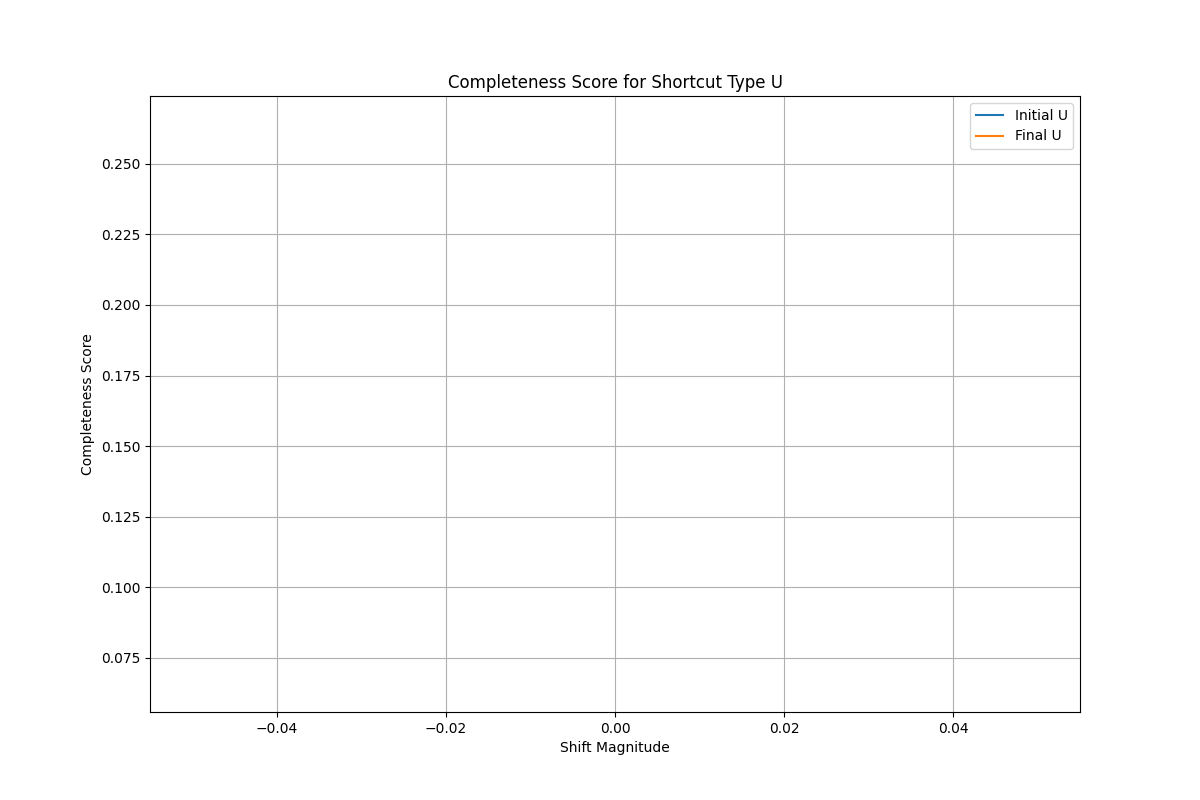 Completeness Score for Shortcut Type U
Initial U
Final U
0.250
0.225
0.200
0.175
0.150
0.125
0.100
0.075
Completeness Score
−0.04
−0.02
0.00
0.02
0.04
Shift Magnitude